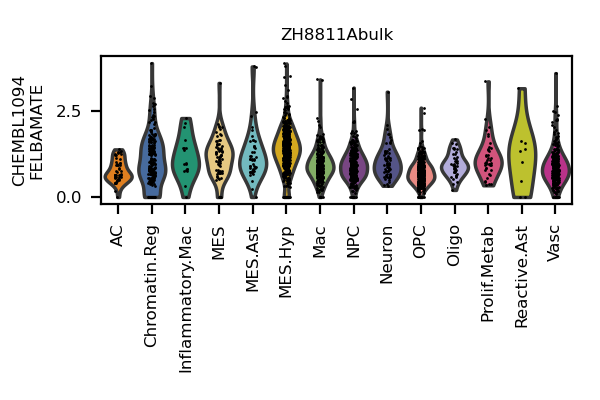 ZH8811Abulk
CHEMBL1094
FELBAMATE
2.5
0.0
AC
Chromatin.Reg
Inflammatory.Mac
MES
MES.Ast
MES.Hyp
Mac
NPC
Neuron
OPC
Oligo
Prolif.Metab
Reactive.Ast
Vasc